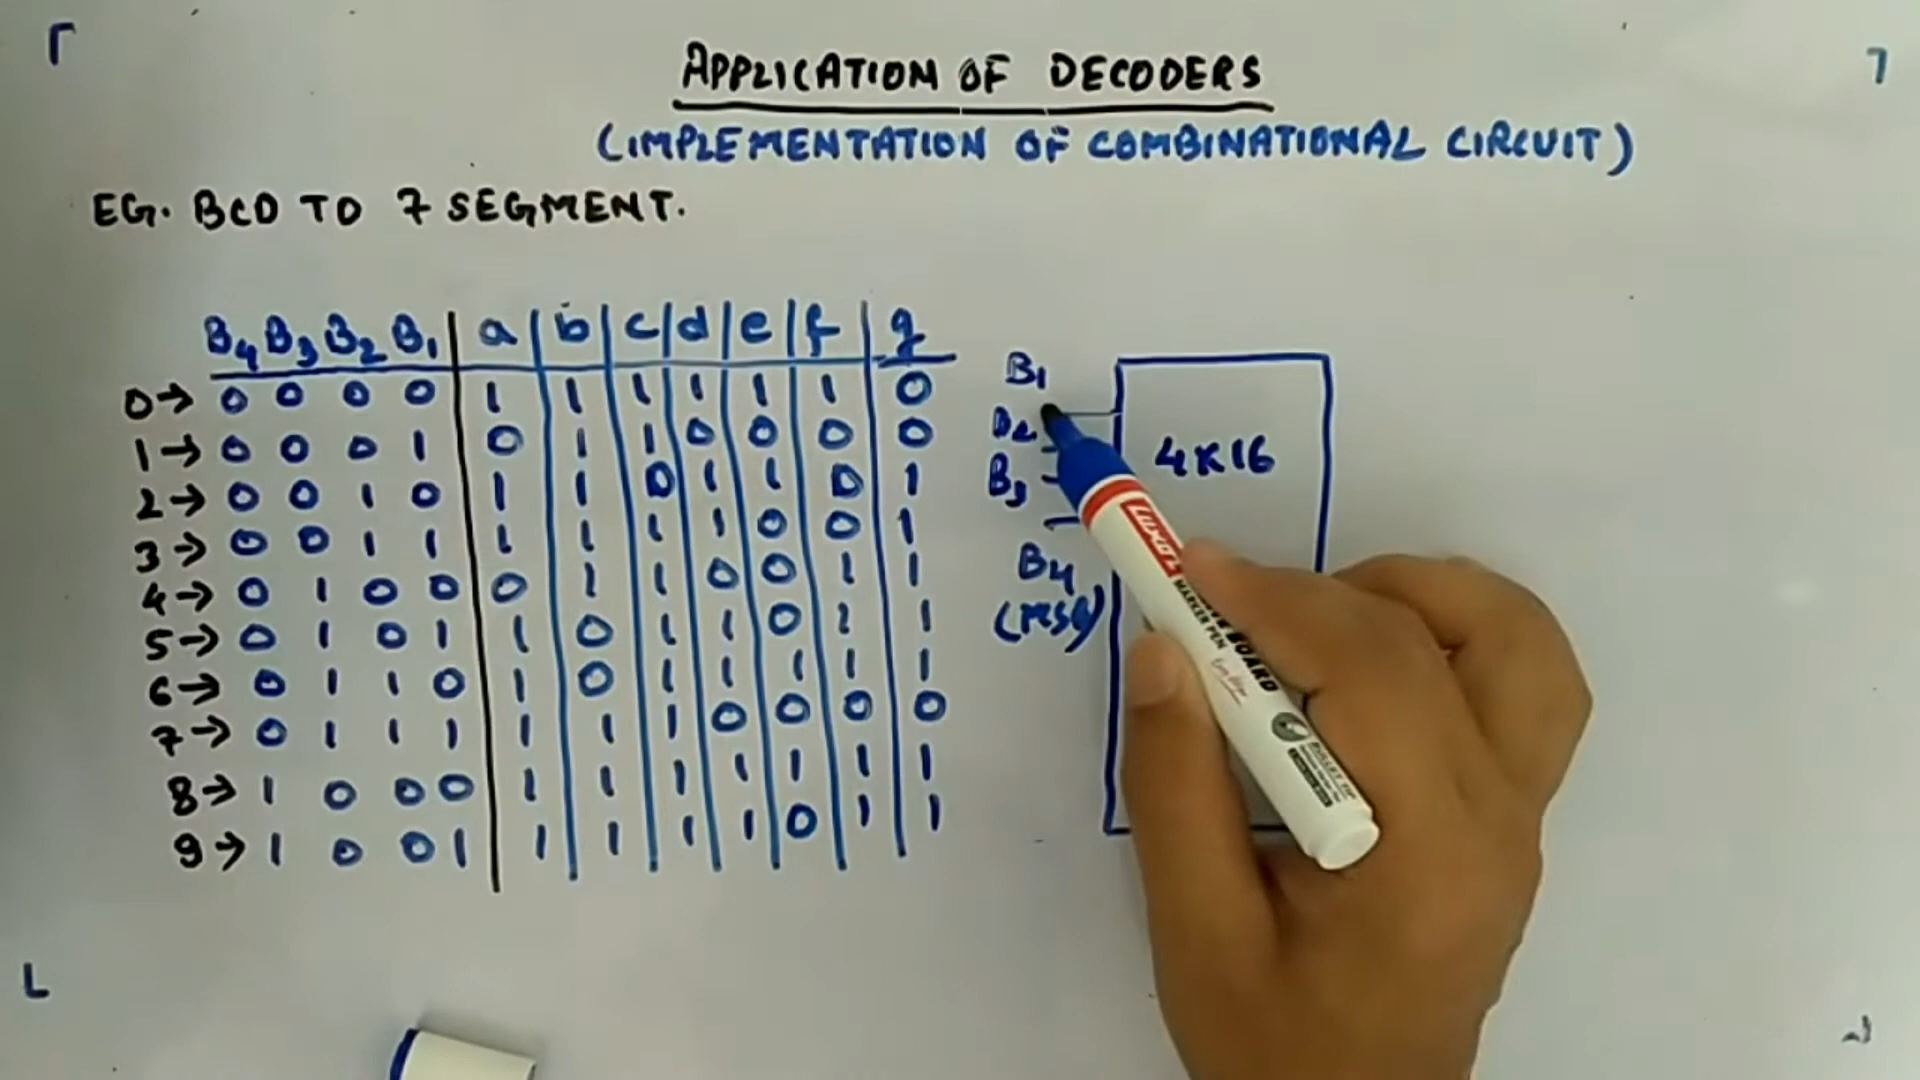 APPLICATION OF DECODERS
(IMPLEMENTATION OF COMBINATIONAL CIRCUIT)
EG. BCD TO 7 SEGMENT.
B4 B3 B2 B1 a b c d e f g
0→ 0 0 0 0 1 1 1 1 1 1 0
1→ 0 0 0 1 0 1 1 0 0 0 0
2→ 0 0 1 0 1 1 0 1 1 0 1
3→ 0 0 1 1 1 1 1 1 0 0 1
4→ 0 1 0 0 0 1 1 0 0 1 1
5→ 0 1 0 1 1 0 1 1 0 1 1
6→ 0 1 1 0 1 0 1 1 1 1 1
7→ 0 1 1 1 1 1 1 0 0 0 0
8→ 1 0 0 0 1 1 1 1 1 1 1
9→ 1 0 0 1 1 1 1 1 0 1 1
B1
B2
B3
B4
(MSB)
4X16
LUXOR
MARKER PEN
BOARD
BULLET TIP